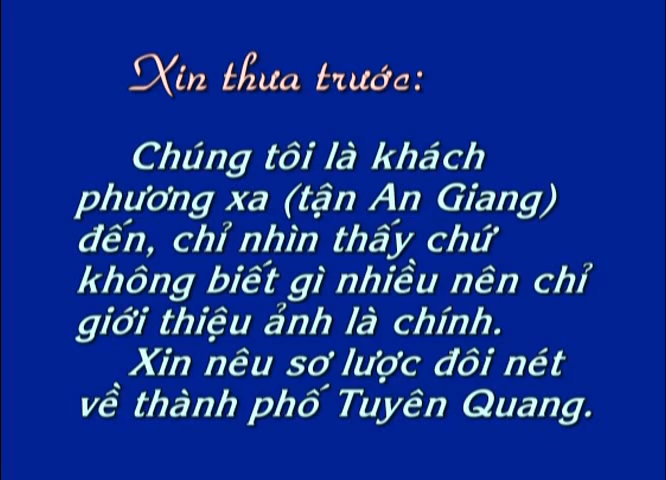 Xin thưa trước:
Chúng tôi là khách
phương xa (tận An Giang)
đến, chỉ nhìn thấy chứ
không biết gì nhiều nên chỉ
giới thiệu ảnh là chính.
Xin nêu sơ lược đôi nét
về thành phố Tuyên Quang.